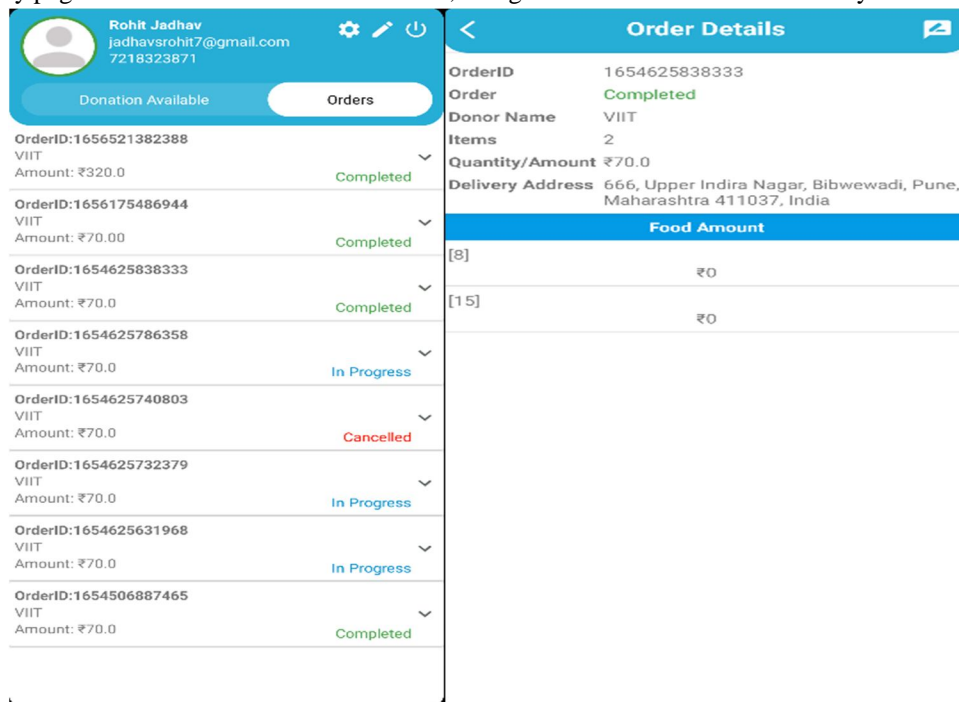 Rohit Jadhav
jadhavsrohit7@gmail.com
7218323871
Donation Available
Orders
OrderID:1656521382388
VIIT
Amount: ₹320.0
Completed
OrderID:1656175486944
VIIT
Amount: ₹70.00
Completed
OrderID:1654625838333
VIIT
Amount: ₹70.0
Completed
OrderID:1654625786358
VIIT
Amount: ₹70.0
In Progress
OrderID:1654625740803
VIIT
Amount: ₹70.0
Cancelled
OrderID:1654625732379
VIIT
Amount: ₹70.0
In Progress
OrderID:1654625631968
VIIT
Amount: ₹70.0
In Progress
OrderID:1654506887465
VIIT
Amount: ₹70.0
Completed
Order Details
OrderID 1654625838333
Order Completed
Donor Name VIIT
Items 2
Quantity/Amount ₹70.0
Delivery Address 666, Upper Indira Nagar, Bibwewadi, Pune,
Maharashtra 411037, India
Food Amount
[8]
₹0
[15]
₹0